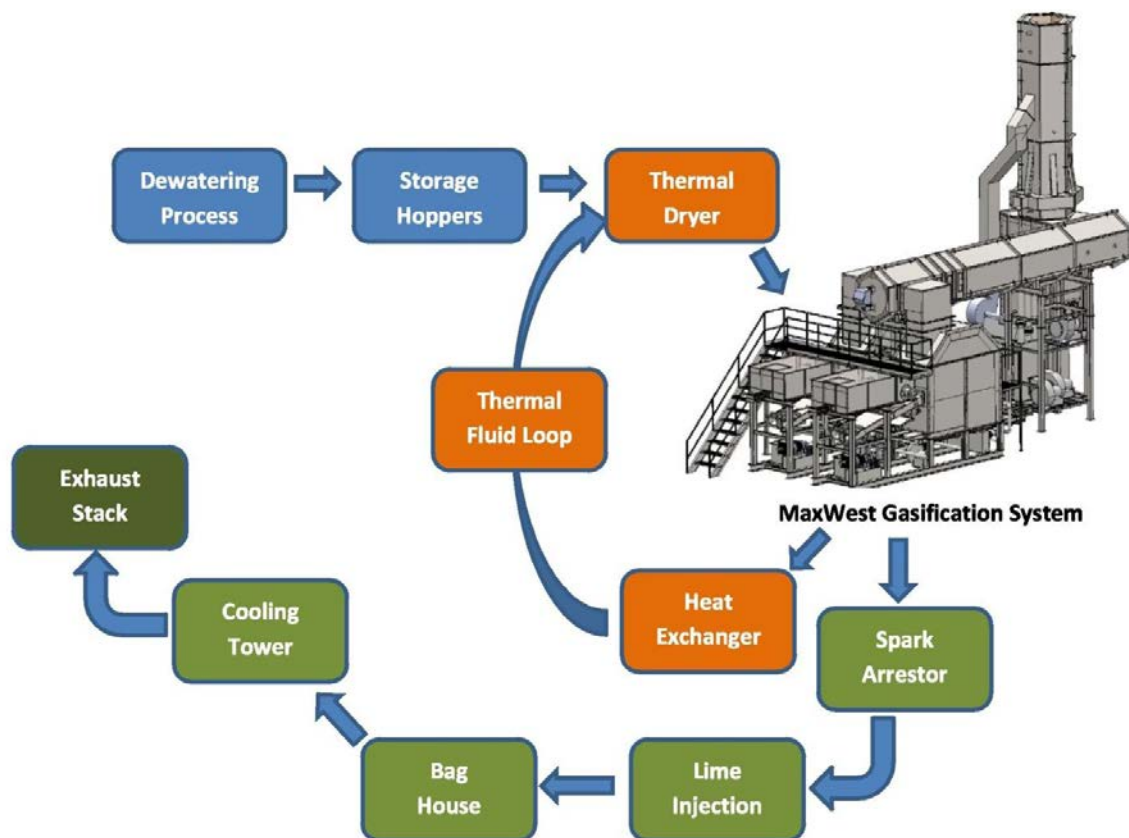 Dewatering
Process
Storage
Hoppers
Thermal
Dryer
Thermal
Fluid Loop
Exhaust
Stack
MaxWest Gasification System
Cooling
Tower
Heat
Exchanger
Spark
Arrestor
Bag
House
Lime
Injection